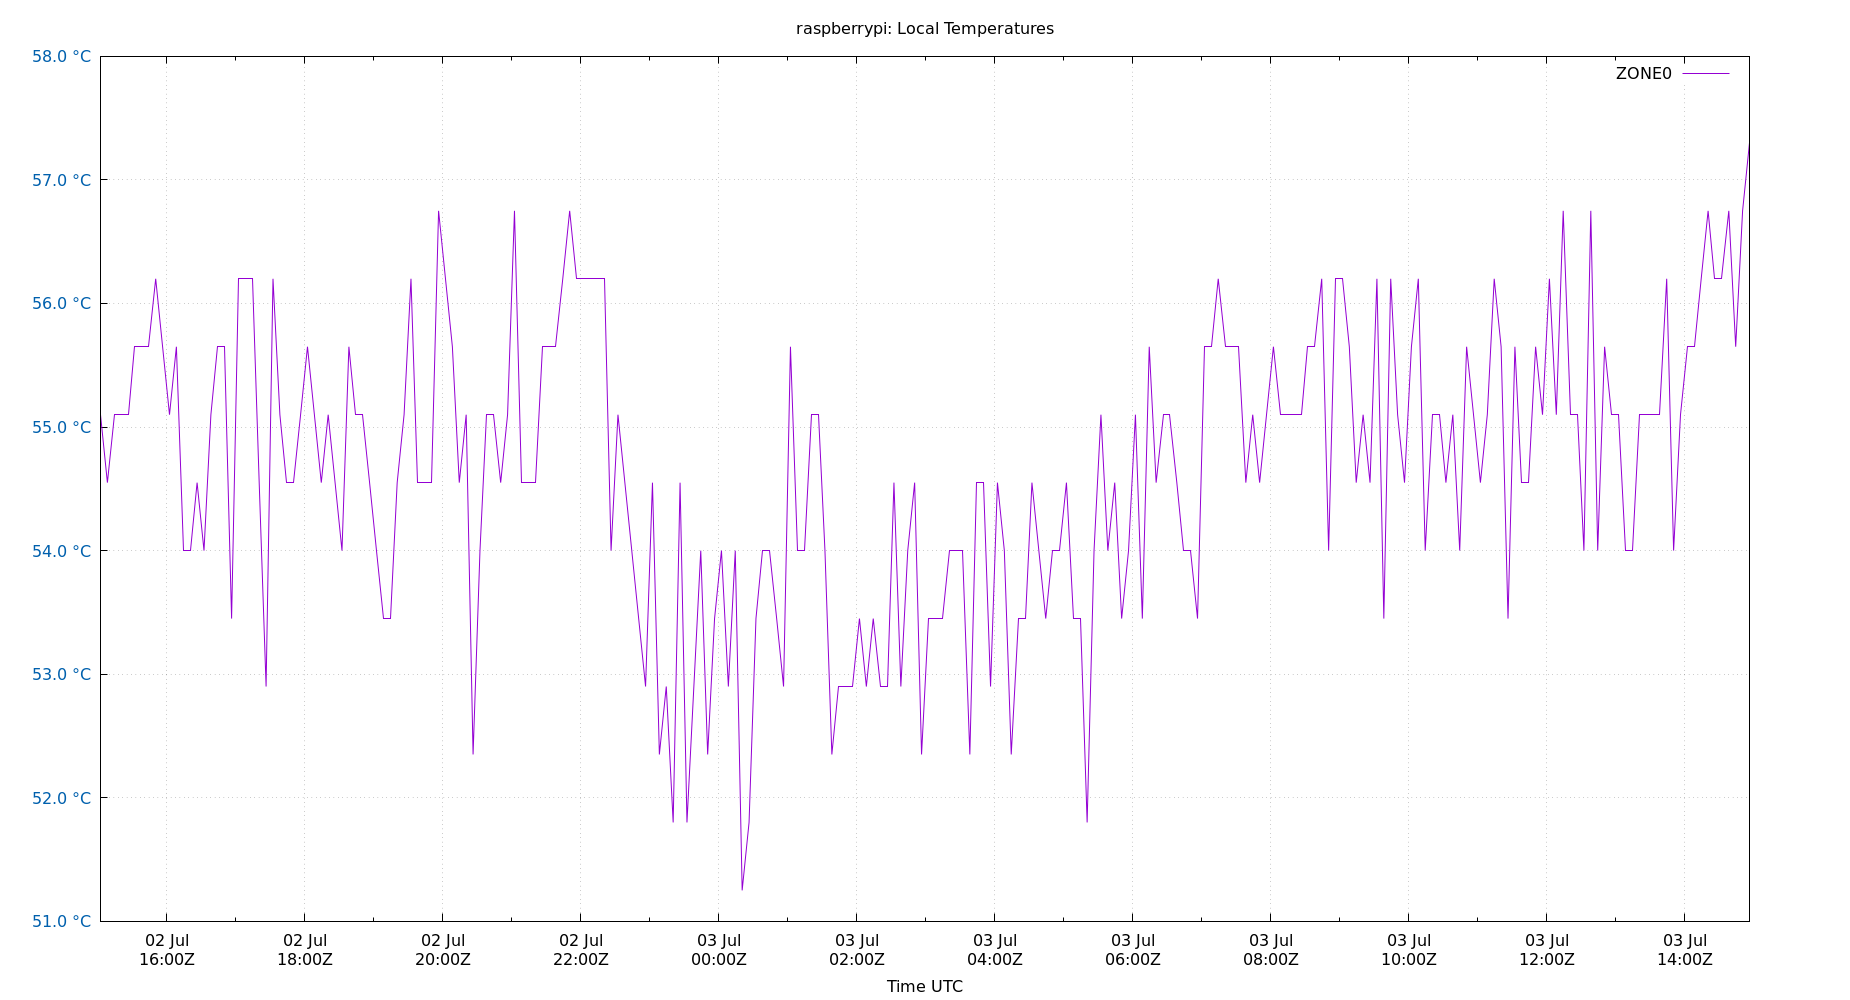 raspberrypi: Local Temperatures
58.0 °C
ZONE0
57.0 °C
56.0 °C
55.0 °C
54.0 °C
53.0 °C
52.0 °C
51.0 °C
02 Jul 02 Jul 02 Jul 02 Jul 03 Jul 03 Jul 03 Jul 03 Jul 03 Jul 03 Jul 03 Jul 03 Jul
16:00Z 18:00Z 20:00Z 22:00Z 00:00Z 02:00Z 04:00Z 06:00Z 08:00Z 10:00Z 12:00Z 14:00Z
Time UTC